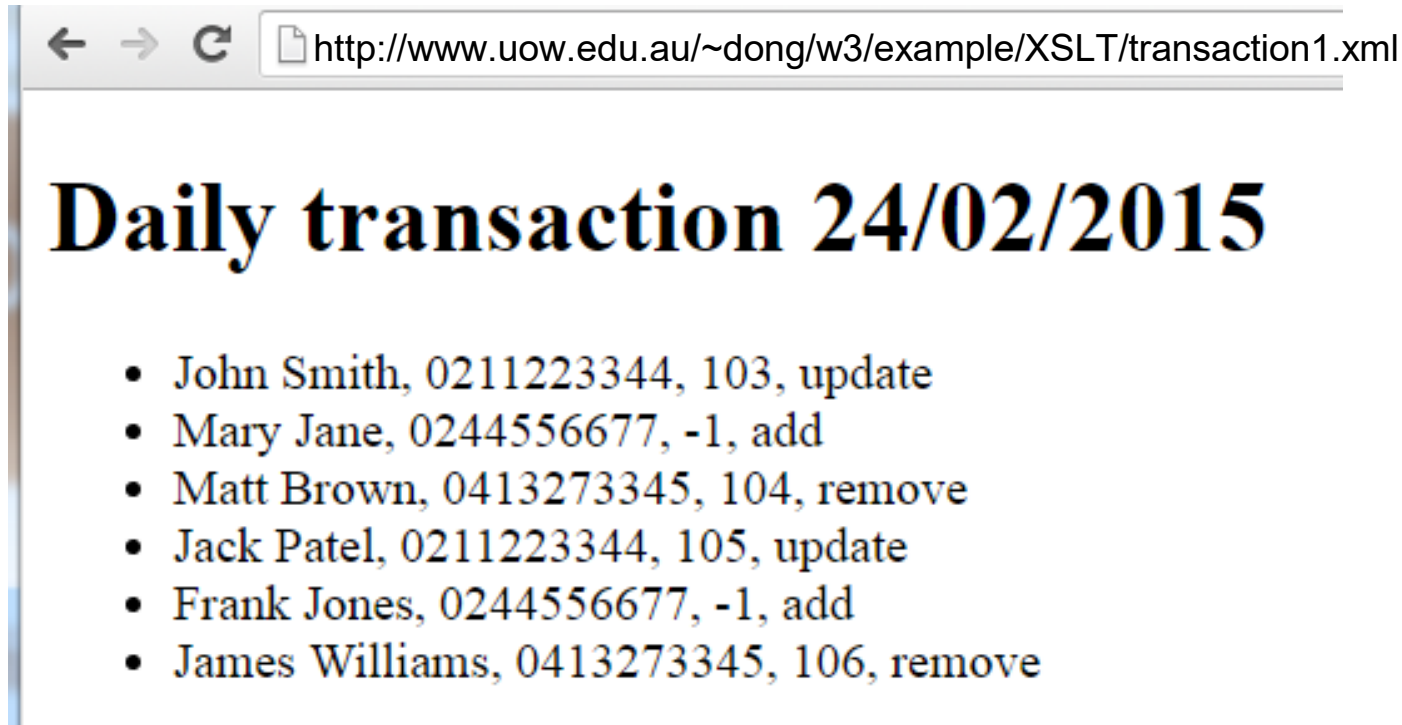 http://www.uow.edu.au/~dong/w3/example/XSLT/transaction1.xml
Daily transaction 24/02/2015
• John Smith, 0211223344, 103, update
• Mary Jane, 0244556677, -1, add
• Matt Brown, 0413273345, 104, remove
• Jack Patel, 0211223344, 105, update
• Frank Jones, 0244556677, -1, add
• James Williams, 0413273345, 106, remove